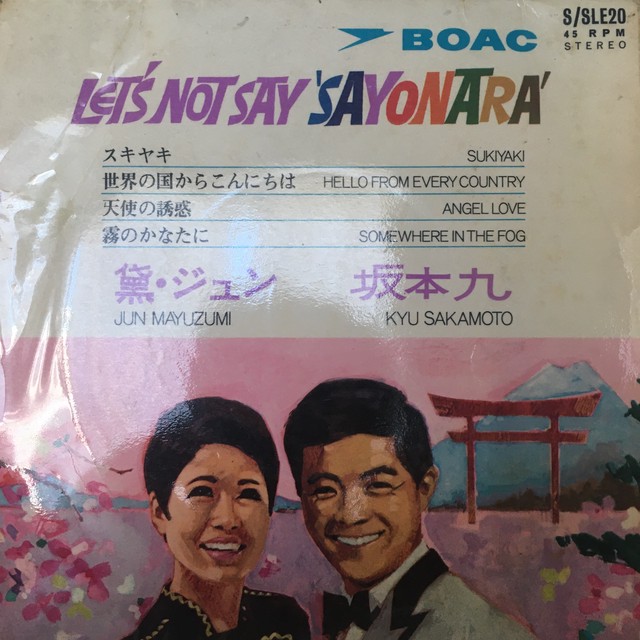 S/SLE20
45 RPM
STEREO
BOAC
LET'S NOT SAY 'SAYONARA'
スキヤキ SUKIYAKI
世界の国からこんにちは HELLO FROM EVERY COUNTRY
天使の誘惑 ANGEL LOVE
霧のかなたに SOMEWHERE IN THE FOG
黛・ジュン 坂本九
JUN MAYUZUMI KYU SAKAMOTO